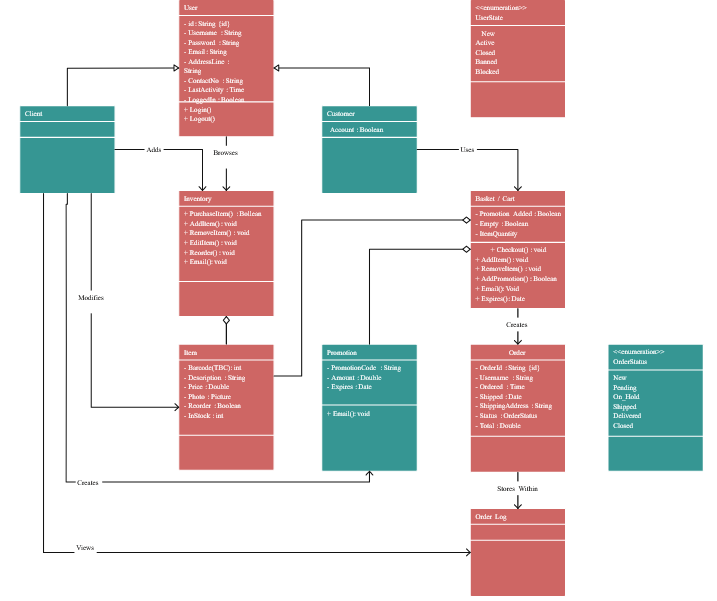 User
- id : String {id}
- Username : String
- Password : String
- Email : String
- AddressLine :
String
- ContactNo : String
- LastActivity : Time
- LoggedIn : Boolean
+ Login()
+ Logout()
<<enumeration>>
UserState
New
Active
Closed
Banned
Blocked
Client
Customer
Account : Boolean
Adds
Browses
Uses
Inventory
+ PurchaseItem() : Bollean
+ AddItem() : void
+ RemoveItem() : void
+ EditItem() : void
+ Reorder() : void
+ Email(): void
Basket / Cart
- Promotion Added : Boolean
- Empty : Boolean
- ItemQuantity
+ Checkout() : void
+ AddItem() : void
+ RemoveItem() : void
+ AddPromotion() : Boolean
+ Email(): Void
+ Expires(): Date
Modifies
Creates
Item
- Barcode(TBC): int
- Description : String
- Price : Double
- Photo : Picture
- Reorder : Boolean
- InStock : int
Promotion
- PromotionCode : String
- Amount : Double
- Expires : Date
+ Email(): void
Order
- OrderId : String {id}
- Username : String
- Ordered : Time
- Shipped : Date
- ShippingAddress : String
- Status : OrderStatus
- Total : Double
<<enumeration>>
OrderStatus
New
Pending
On_Hold
Shipped
Delivered
Closed
Creates
Stores Within
Order Log
Views